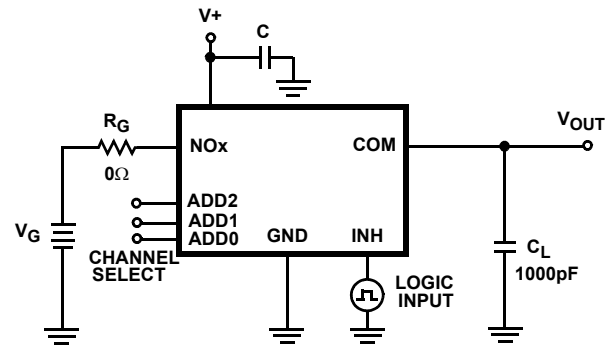 V+
C
RG
0Ω
NOx
COM
VOUT
ADD2
ADD1
ADD0
GND
INH
VG
CHANNEL
SELECT
LOGIC
INPUT
CL
1000pF